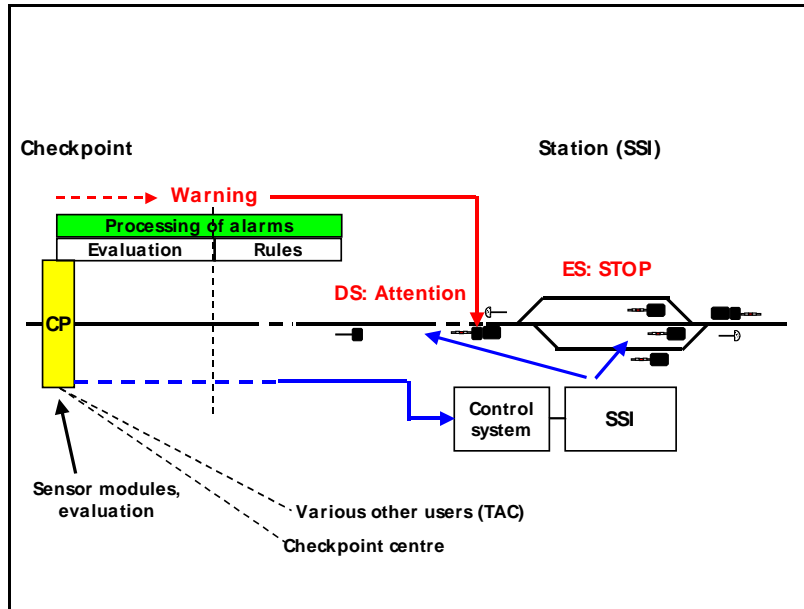 Checkpoint
Station (SSI)
Warning
Processing of alarms
Evaluation
Rules
ES: STOP
DS: Attention
CP
Control
system
SSI
Sensor modules,
evaluation
Various other users (TAC)
Checkpoint centre